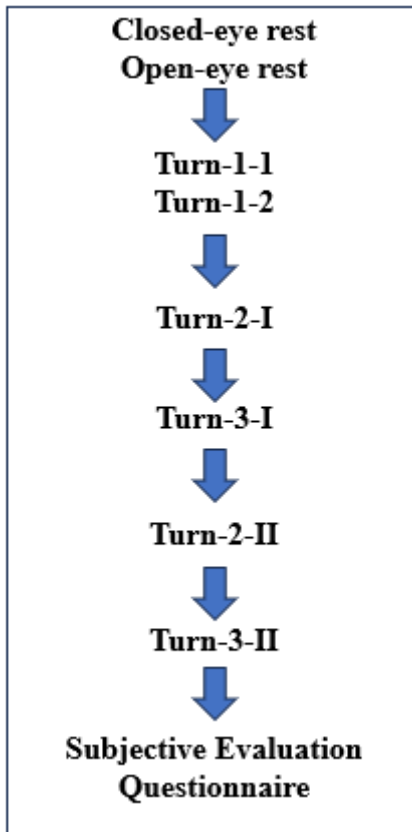 Closed-eye rest
Open-eye rest
Turn-1-1
Turn-1-2
Turn-2-I
Turn-3-I
Turn-2-II
Turn-3-II
Subjective Evaluation
Questionnaire